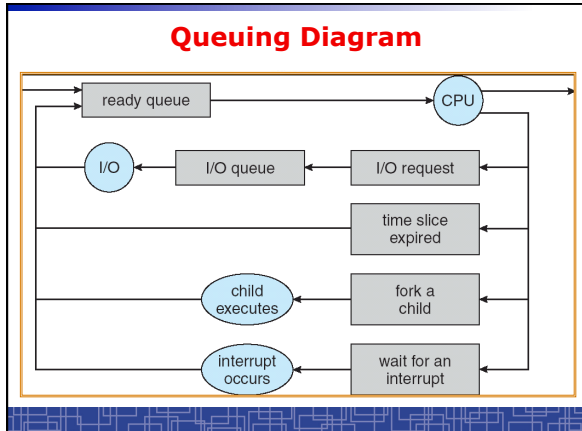 Queuing Diagram
ready queue
CPU
I/O
I/O queue
I/O request
time slice
expired
child
executes
fork a
child
interrupt
occurs
wait for an
interrupt